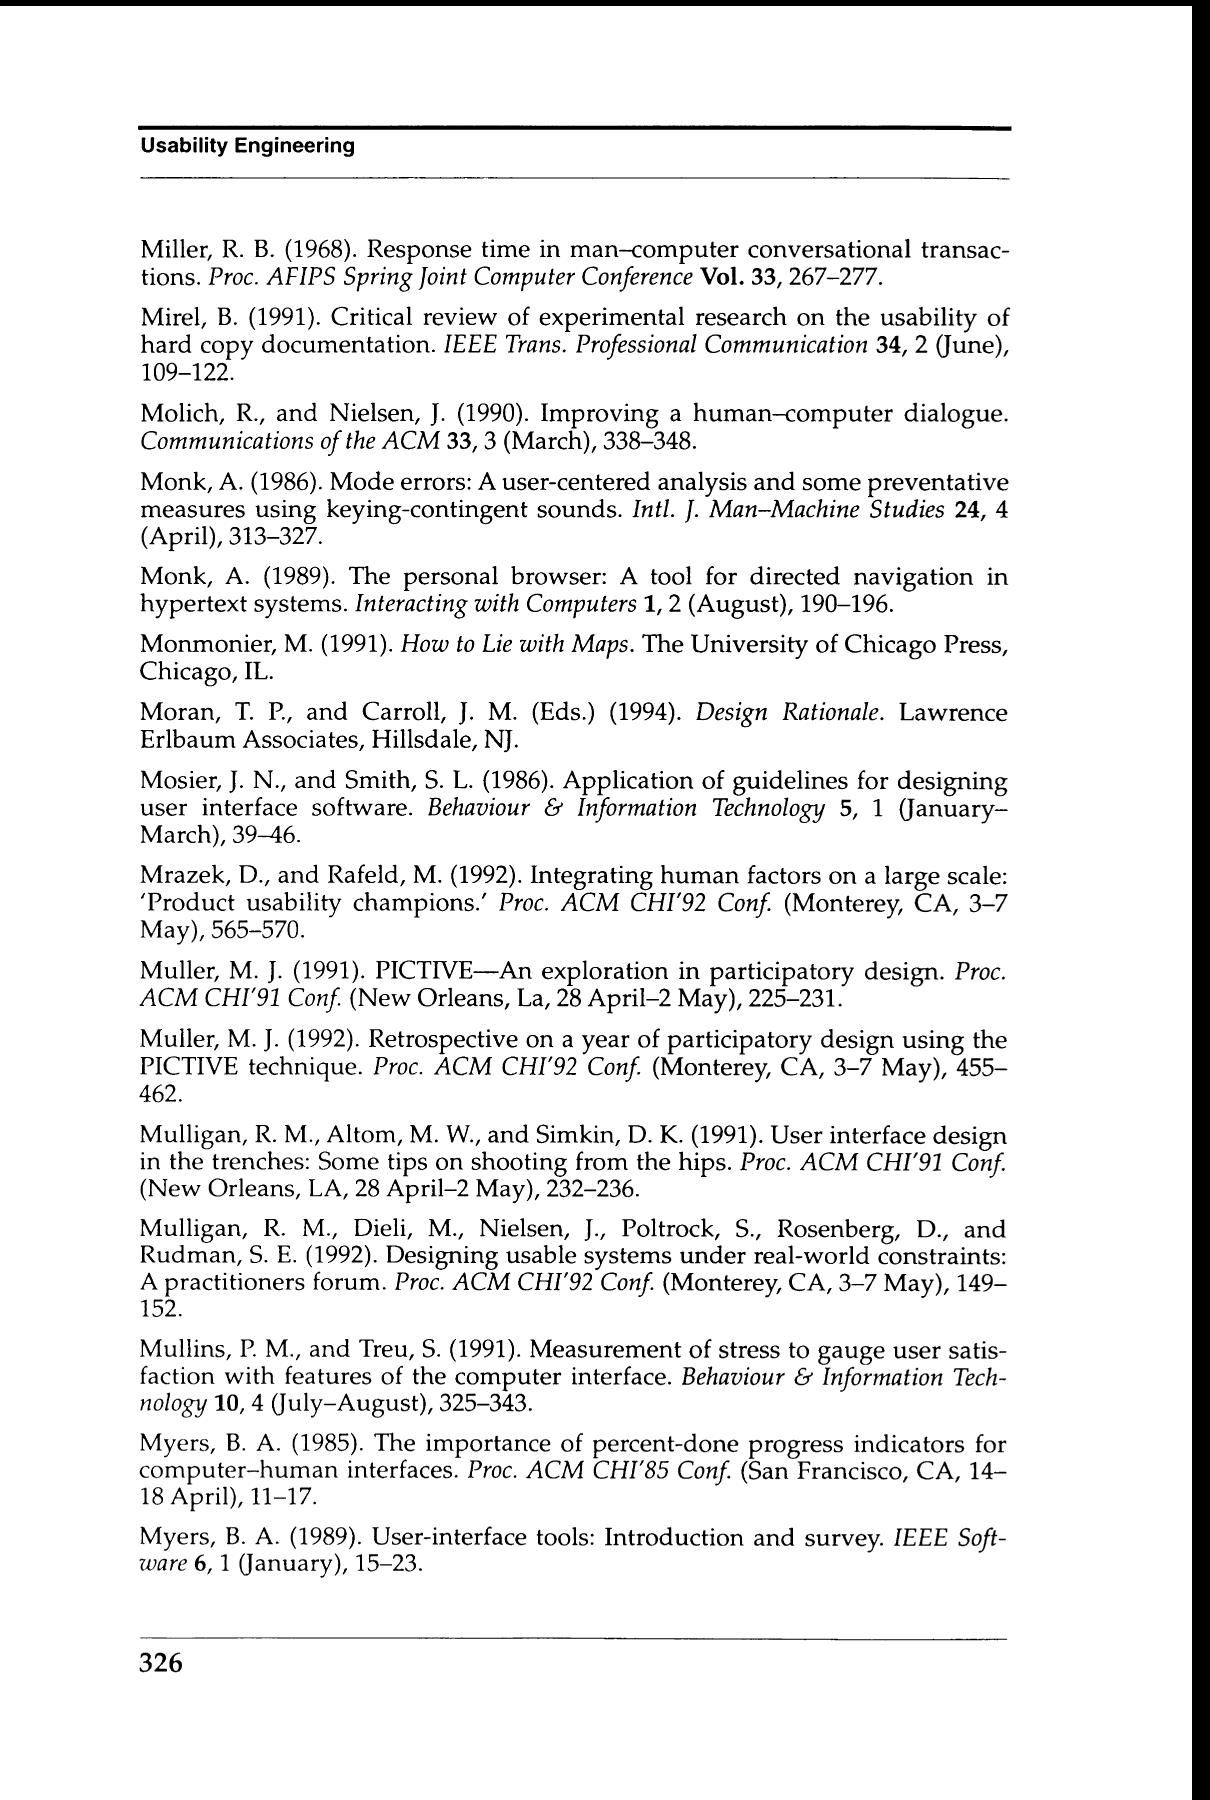 Usability Engineering
Miller, R. B. (1968). Response time in man–computer conversational transac-
tions. Proc. AFIPS Spring Joint Computer Conference Vol. 33, 267–277.
Mirel, B. (1991). Critical review of experimental research on the usability of
hard copy documentation. IEEE Trans. Professional Communication 34, 2 (June),
109–122.
Molich, R., and Nielsen, J. (1990). Improving a human–computer dialogue.
Communications of the ACM 33, 3 (March), 338–348.
Monk, A. (1986). Mode errors: A user-centered analysis and some preventative
measures using keying-contingent sounds. Intl. J. Man–Machine Studies 24, 4
(April), 313–327.
Monk, A. (1989). The personal browser: A tool for directed navigation in
hypertext systems. Interacting with Computers 1, 2 (August), 190–196.
Monmonier, M. (1991). How to Lie with Maps. The University of Chicago Press,
Chicago, IL.
Moran, T. P., and Carroll, J. M. (Eds.) (1994). Design Rationale. Lawrence
Erlbaum Associates, Hillsdale, NJ.
Mosier, J. N., and Smith, S. L. (1986). Application of guidelines for designing
user interface software. Behaviour & Information Technology 5, 1 (January–
March), 39–46.
Mrazek, D., and Rafeld, M. (1992). Integrating human factors on a large scale:
'Product usability champions.' Proc. ACM CHI'92 Conf. (Monterey, CA, 3–7
May), 565–570.
Muller, M. J. (1991). PICTIVE—An exploration in participatory design. Proc.
ACM CHI'91 Conf. (New Orleans, La, 28 April–2 May), 225–231.
Muller, M. J. (1992). Retrospective on a year of participatory design using the
PICTIVE technique. Proc. ACM CHI'92 Conf. (Monterey, CA, 3–7 May), 455–
462.
Mulligan, R. M., Altom, M. W., and Simkin, D. K. (1991). User interface design
in the trenches: Some tips on shooting from the hips. Proc. ACM CHI'91 Conf.
(New Orleans, LA, 28 April–2 May), 232–236.
Mulligan, R. M., Dieli, M., Nielsen, J., Poltrock, S., Rosenberg, D., and
Rudman, S. E. (1992). Designing usable systems under real-world constraints:
A practitioners forum. Proc. ACM CHI'92 Conf. (Monterey, CA, 3–7 May), 149–
152.
Mullins, P. M., and Treu, S. (1991). Measurement of stress to gauge user satis-
faction with features of the computer interface. Behaviour & Information Tech-
nology 10, 4 (July–August), 325–343.
Myers, B. A. (1985). The importance of percent-done progress indicators for
computer–human interfaces. Proc. ACM CHI'85 Conf. (San Francisco, CA, 14–
18 April), 11–17.
Myers, B. A. (1989). User-interface tools: Introduction and survey. IEEE Soft-
ware 6, 1 (January), 15–23.
326